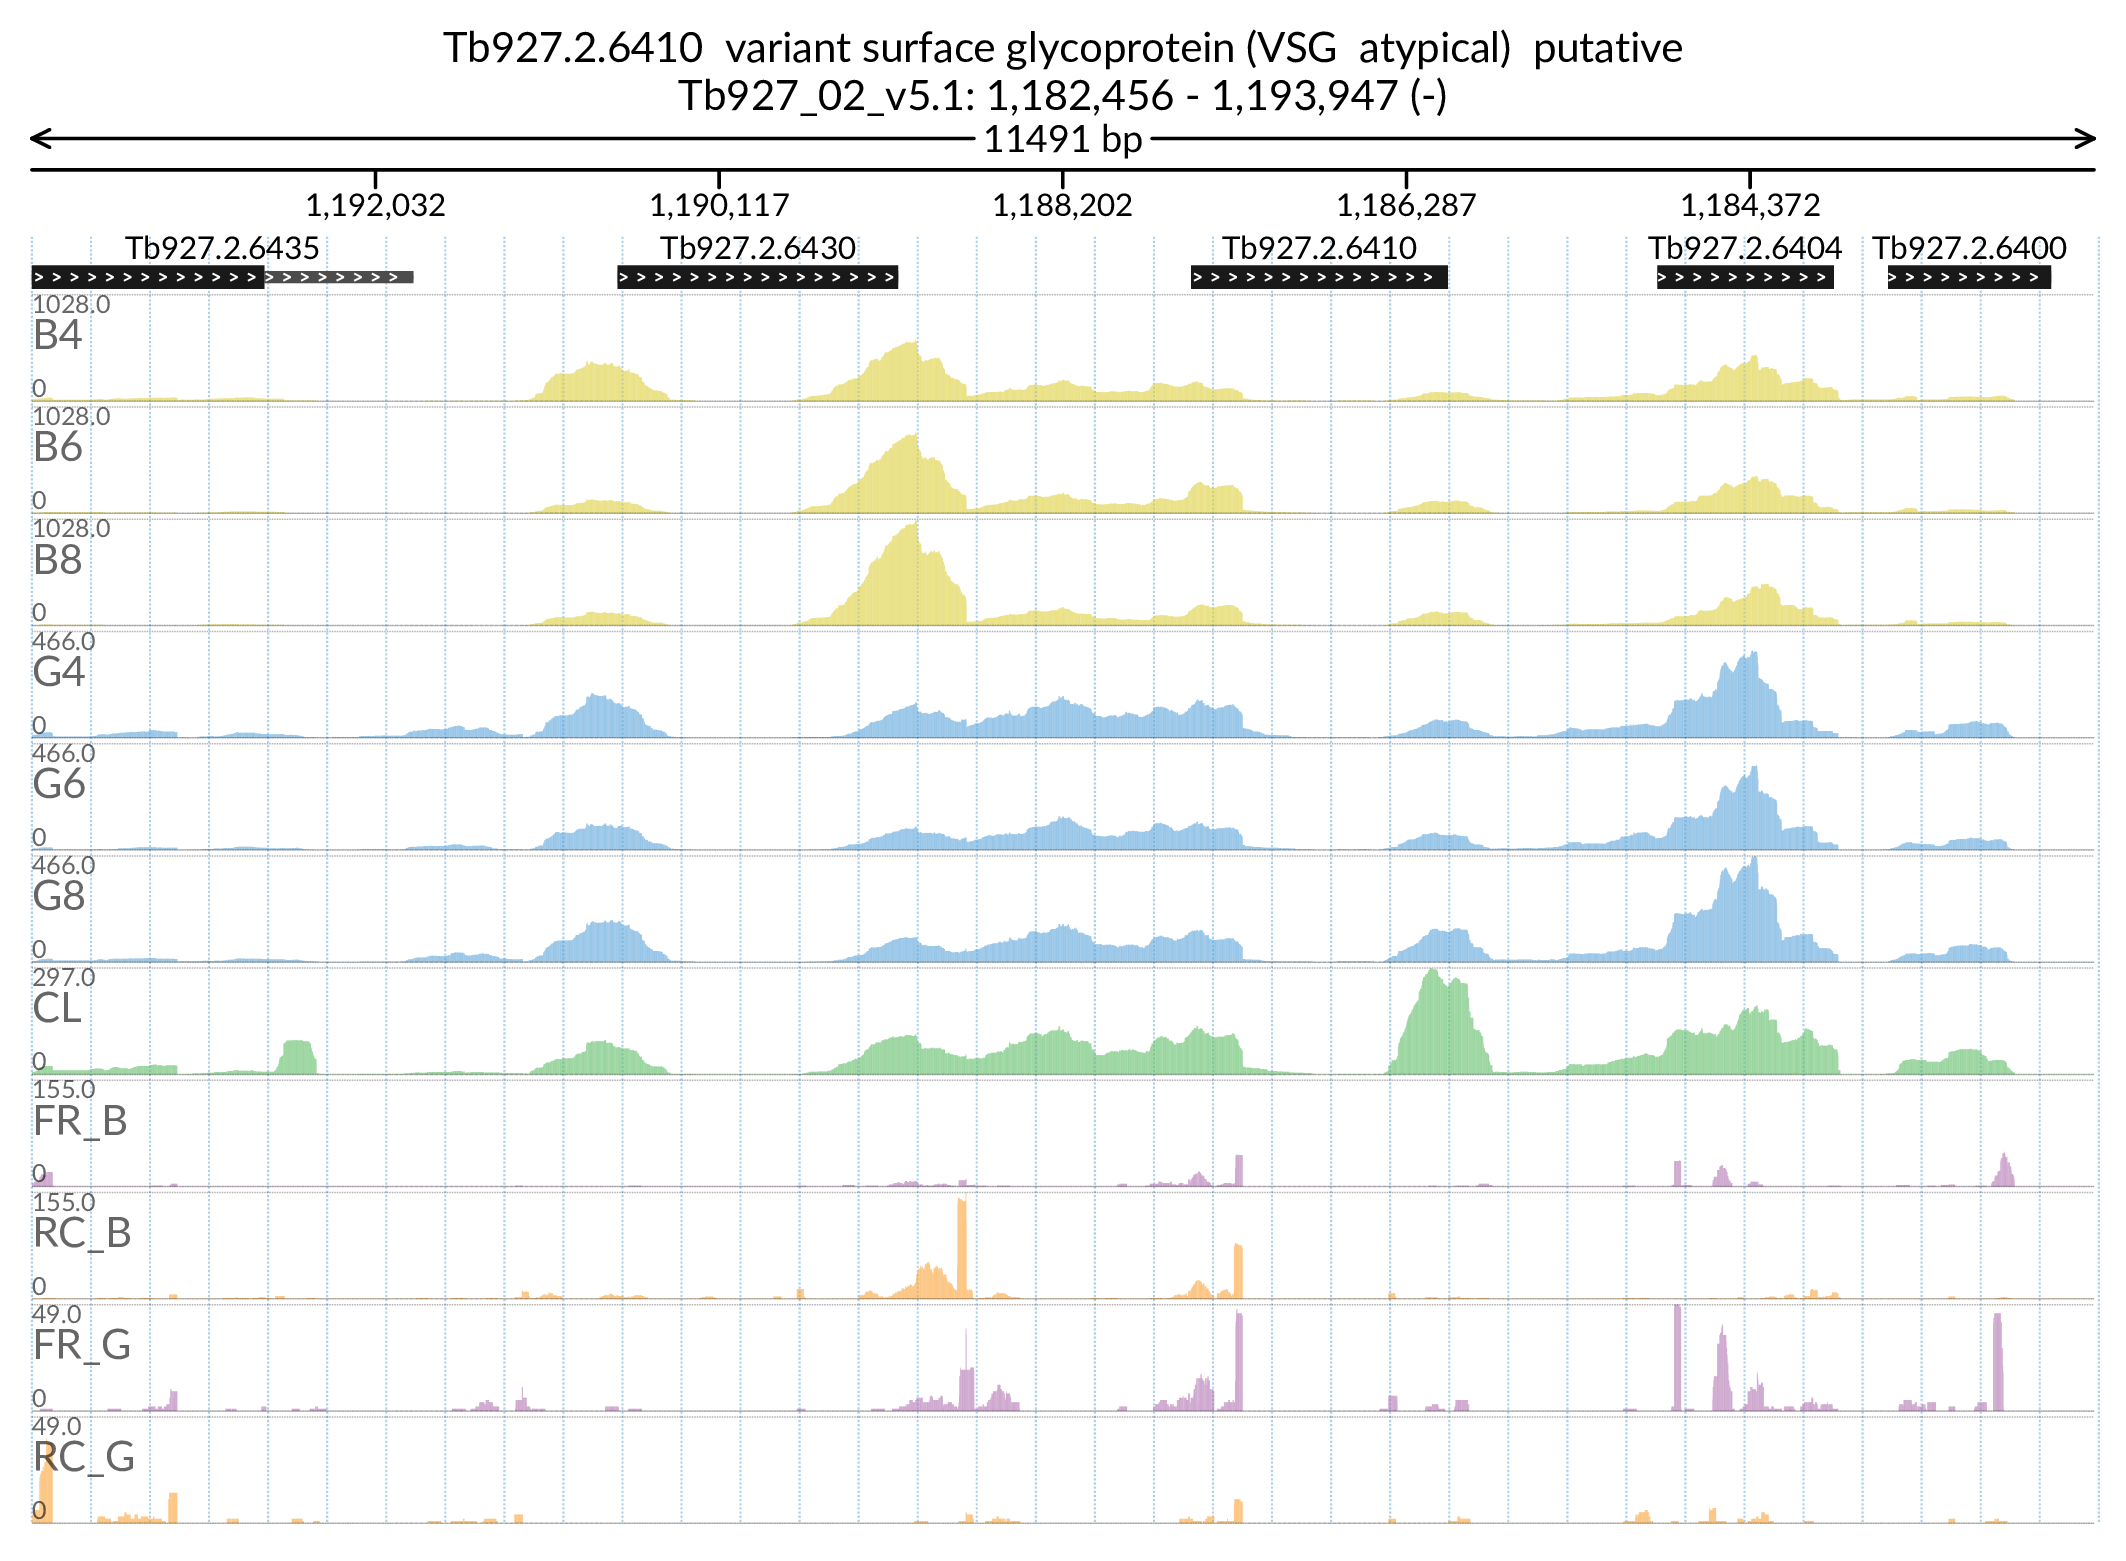 Tb927.2.6410  variant surface glycoprotein (VSG  atypical)  putative
Tb927_02_v5.1: 1,182,456 - 1,193,947 (-)
11491 bp
1,192,032 1,190,117 1,188,202 1,186,287 1,184,372
Tb927.2.6435 Tb927.2.6430 Tb927.2.6410 Tb927.2.6404 Tb927.2.6400
1028.0
B4
0
1028.0
B6
0
1028.0
B8
0
466.0
G4
0
466.0
G6
0
466.0
G8
0
297.0
CL
0
155.0
FR_B
0
155.0
RC_B
0
49.0
FR_G
0
49.0
RC_G
0